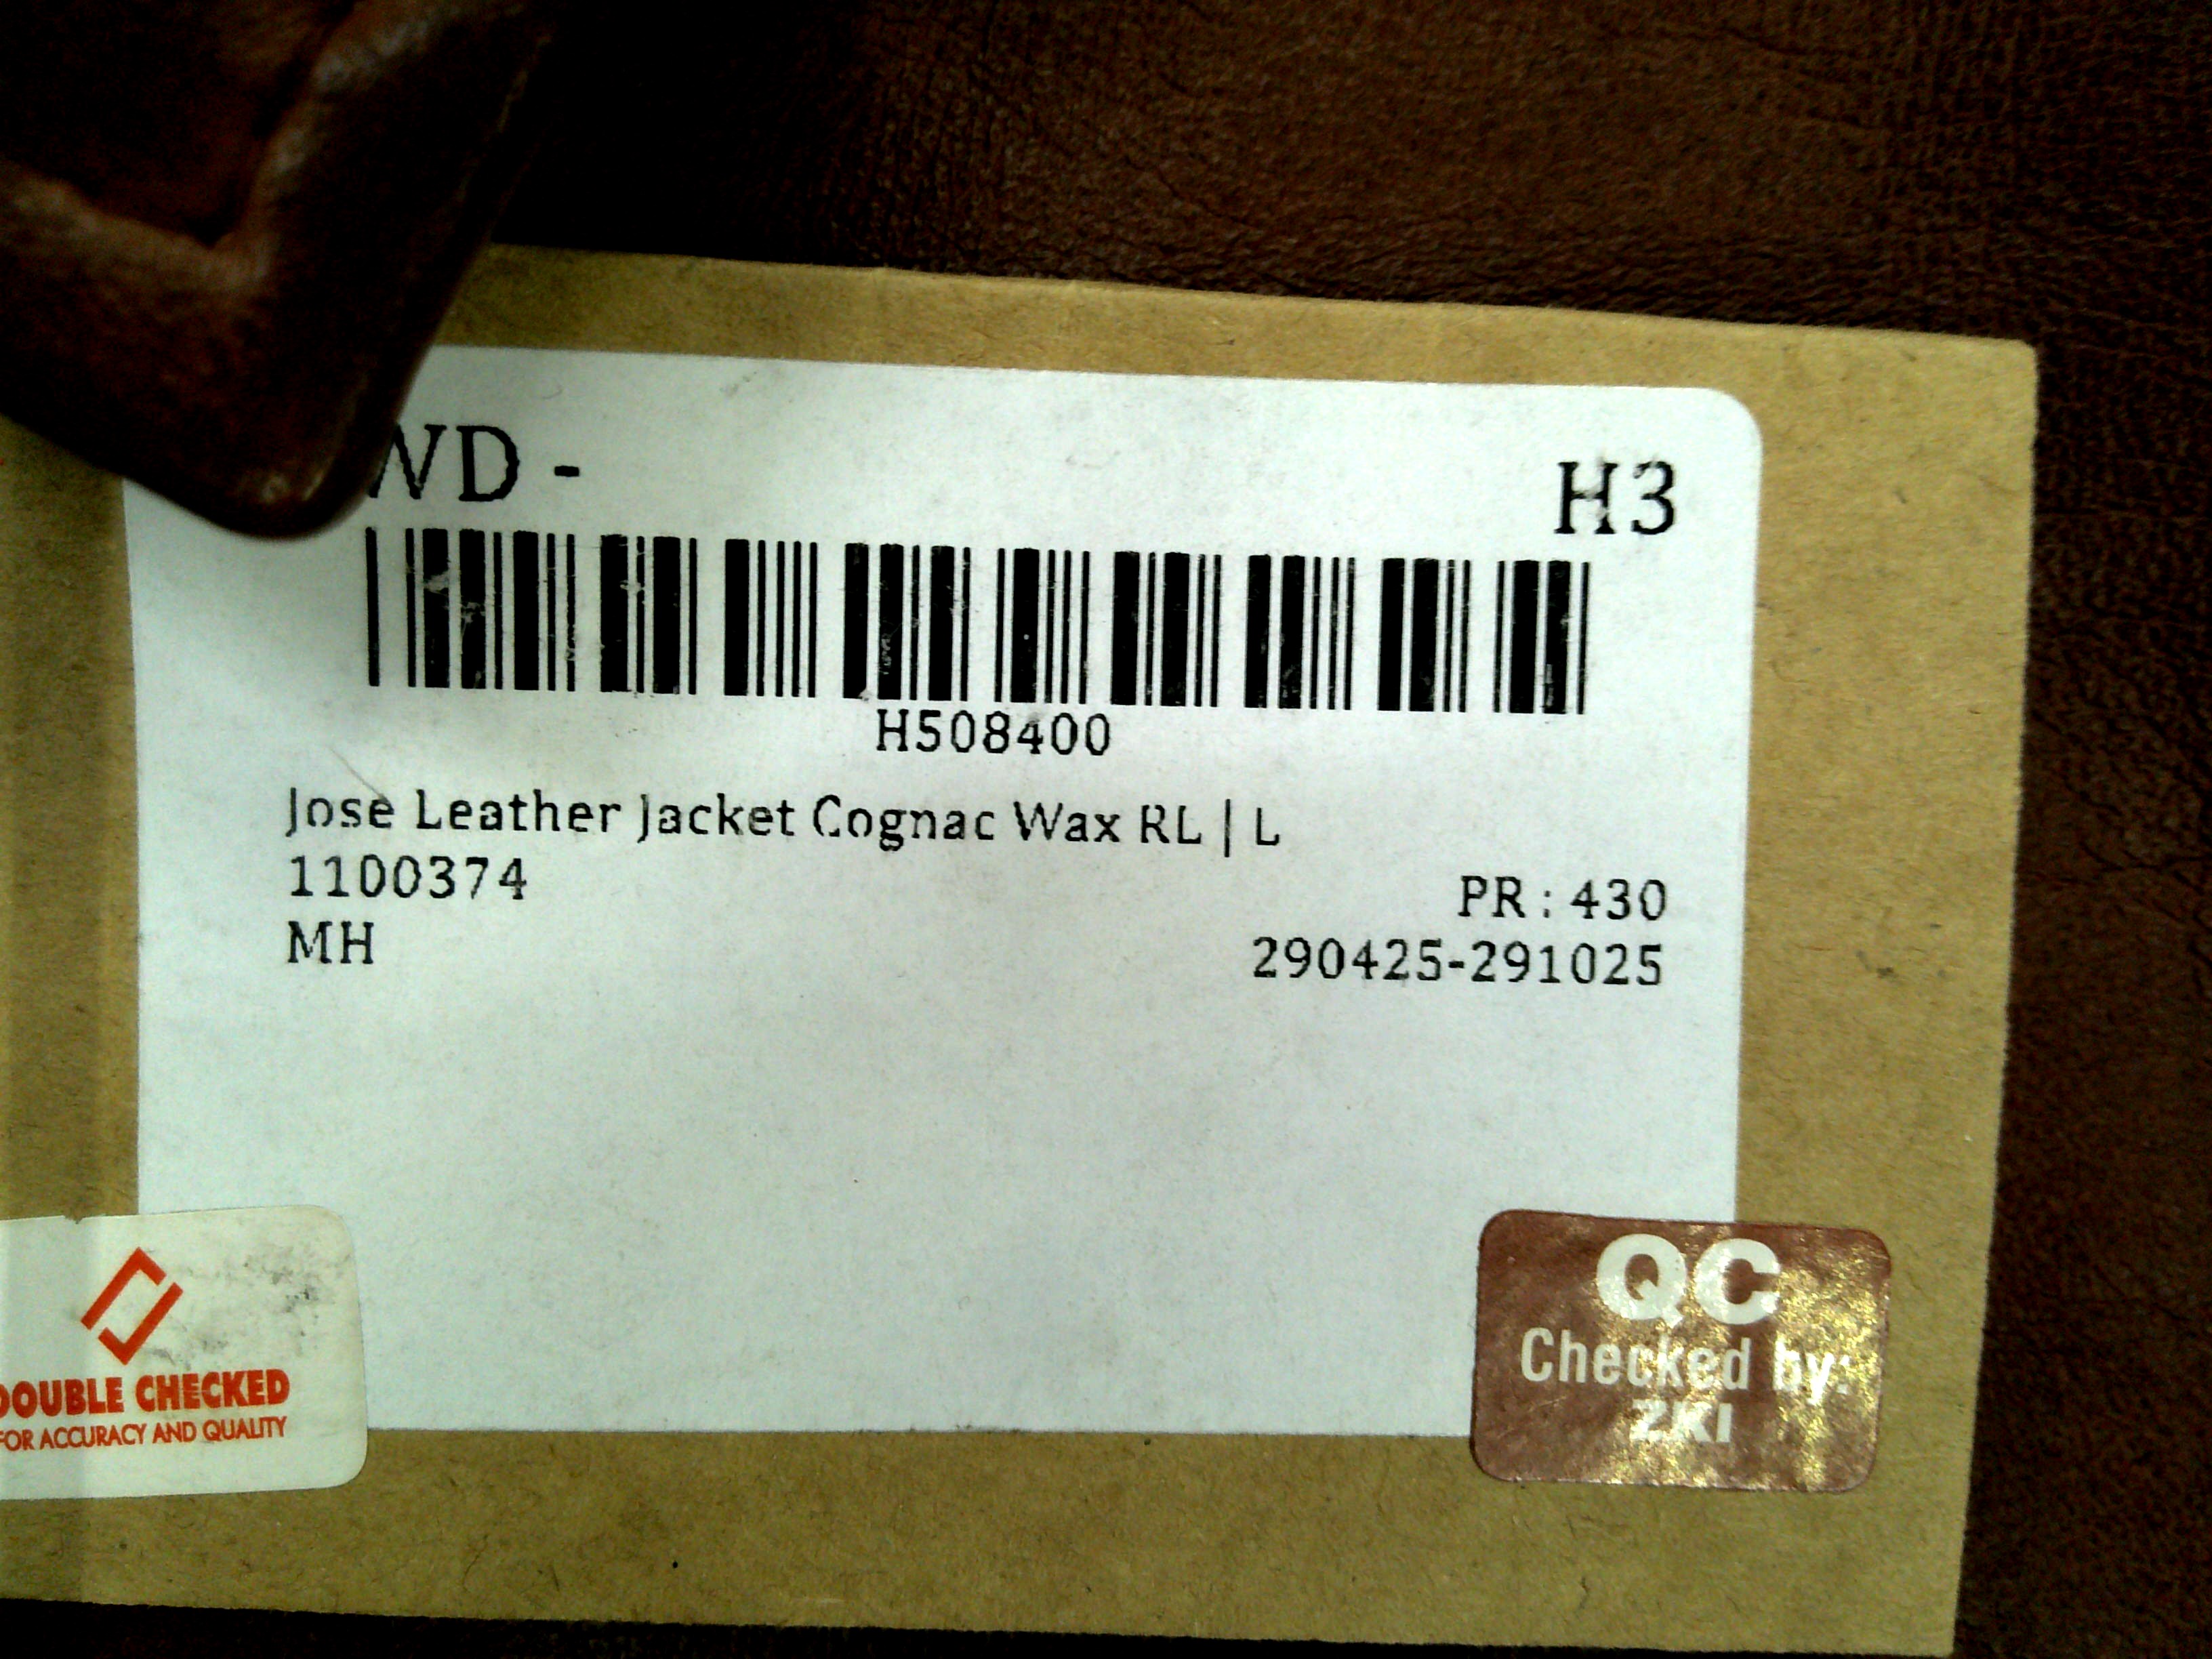 WD - H3
H508400
Jose Leather Jacket Cognac Wax RL | L
1100374 PR : 430
MH 290425-291025
DOUBLE CHECKED
FOR ACCURACY AND QUALITY
QC
Checked by:
ZKI